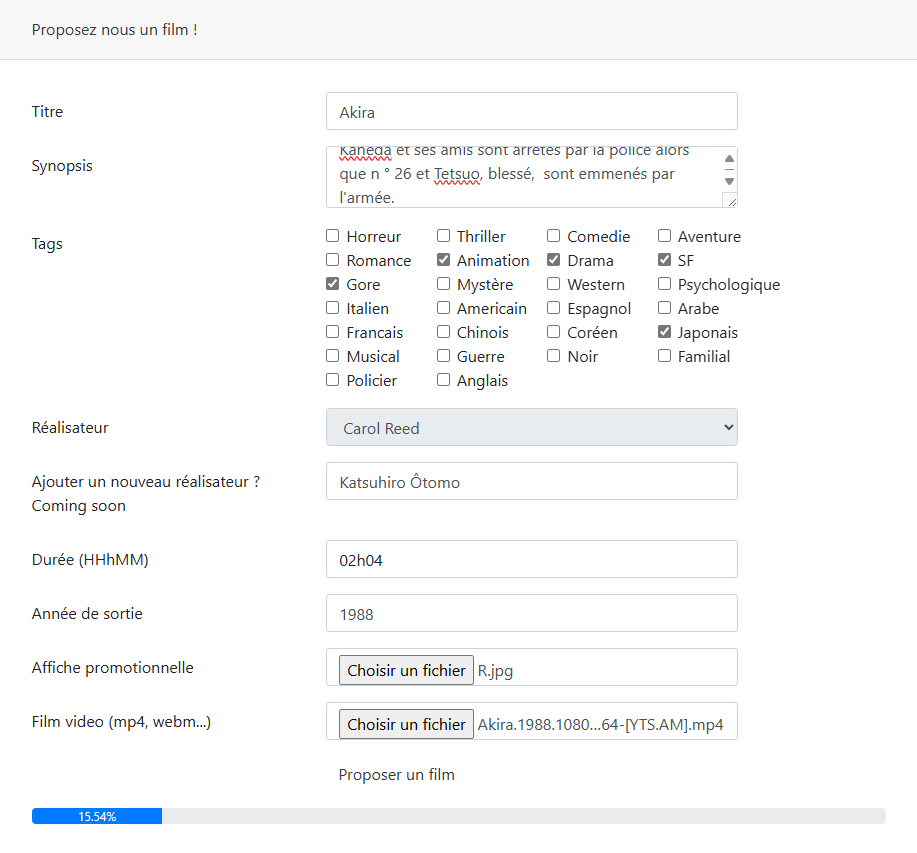 Proposez nous un film !
Titre
Akira
Synopsis
Kaneda et ses amis sont arrêtés par la police alors
que n ° 26 et Tetsuo, blessé,  sont emmenés par
l'armée.
Tags
Horreur Thriller Comedie Aventure
Romance Animation Drama SF
Gore Mystère Western Psychologique
Italien Americain Espagnol Arabe
Francais Chinois Coréen Japonais
Musical Guerre Noir Familial
Policier Anglais
Réalisateur
Carol Reed
Ajouter un nouveau réalisateur ?
Coming soon
Katsuhiro Ôtomo
Durée (HHhMM)
02h04
Année de sortie
1988
Affiche promotionnelle
Choisir un fichier R.jpg
Film video (mp4, webm...)
Choisir un fichier Akira.1988.1080...64-[YTS.AM].mp4
Proposer un film
15.54%